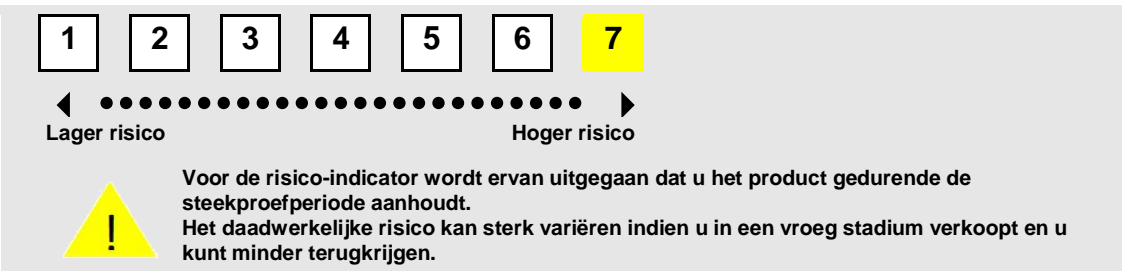 1 2 3 4 5 6 7
Lager risico Hoger risico
Voor de risico-indicator wordt ervan uitgegaan dat u het product gedurende de
steekproefperiode aanhoudt.
Het daadwerkelijke risico kan sterk variëren indien u in een vroeg stadium verkoopt en u
kunt minder terugkrijgen.
!